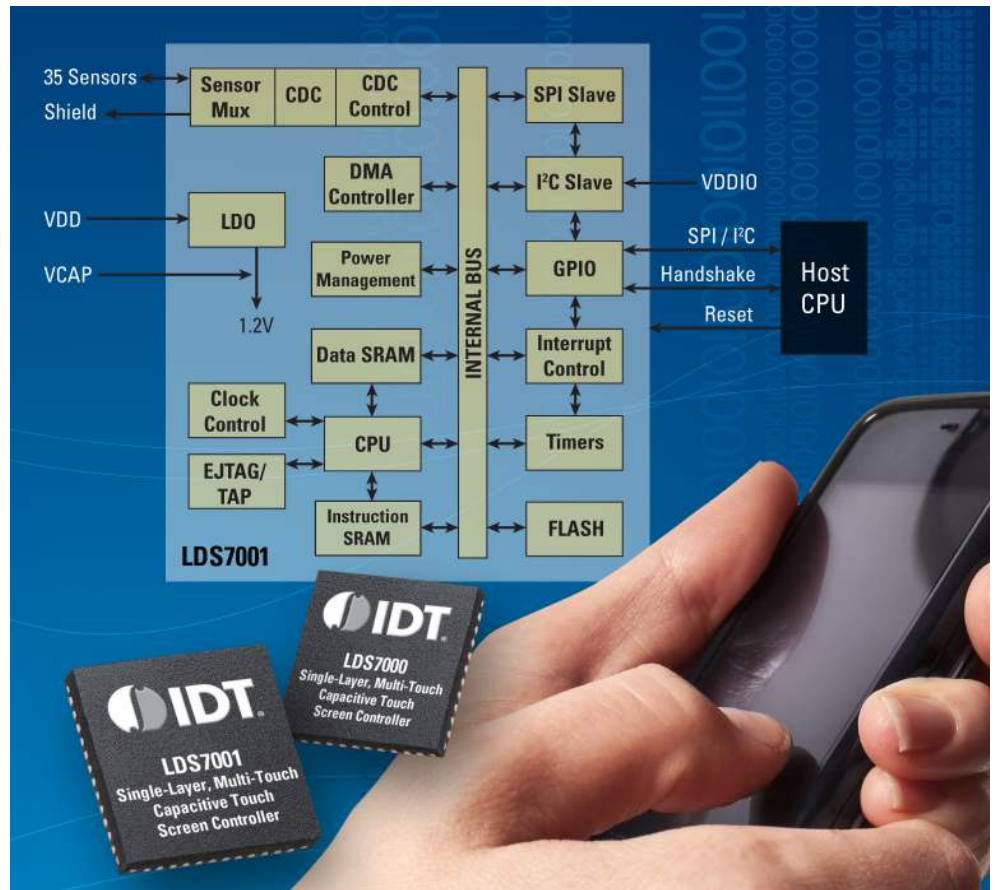 35 Sensors
Shield
Sensor
Mux
CDC
CDC
Control
SPI Slave
DMA
Controller
I²C Slave
VDDIO
VDD
LDO
VCAP
1.2V
Power
Management
INTERNAL BUS
GPIO
SPI / I²C
Handshake
Reset
Host
CPU
Data SRAM
Interrupt
Control
Clock
Control
CPU
Timers
EJTAG/
TAP
Instruction
SRAM
FLASH
LDS7001
IDT.
LDS7000
Single-Layer, Multi-Touch
Capacitive Touch
Screen Controller
IDT.
LDS7001
Single-Layer, Multi-Touch
Capacitive Touch
Screen Controller